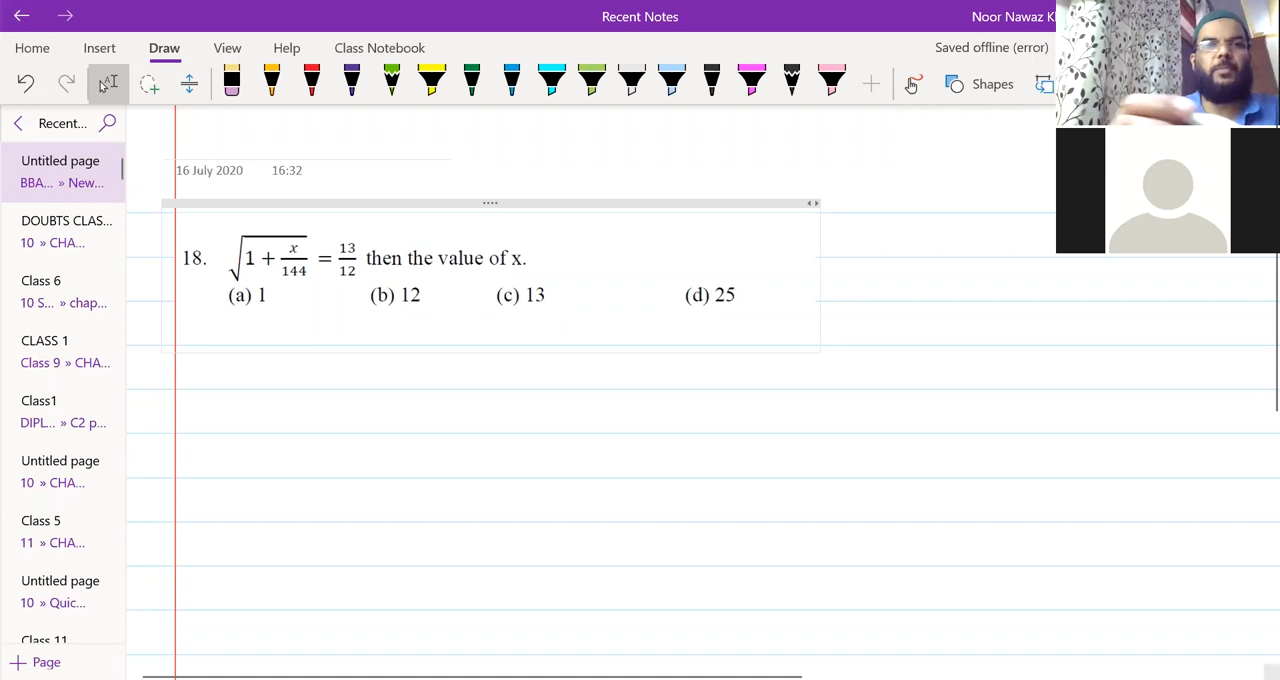 Recent Notes
Noor Nawaz
Home Insert Draw View Help Class Notebook
Saved offline (error)
Shapes
Recent...
Untitled page
BBA... » New...
DOUBTS CLAS...
10 » CHA...
Class 6
10 S... » chap...
CLASS 1
Class 9 » CHA...
Class1
DIPL... » C2 p...
Untitled page
10 » CHA...
Class 5
11 » CHA...
Untitled page
10 » Quic...
Class 11
Page
16 July 2020 16:32
18. √(1 + x/144) = 13/12 then the value of x.
(a) 1 (b) 12 (c) 13 (d) 25